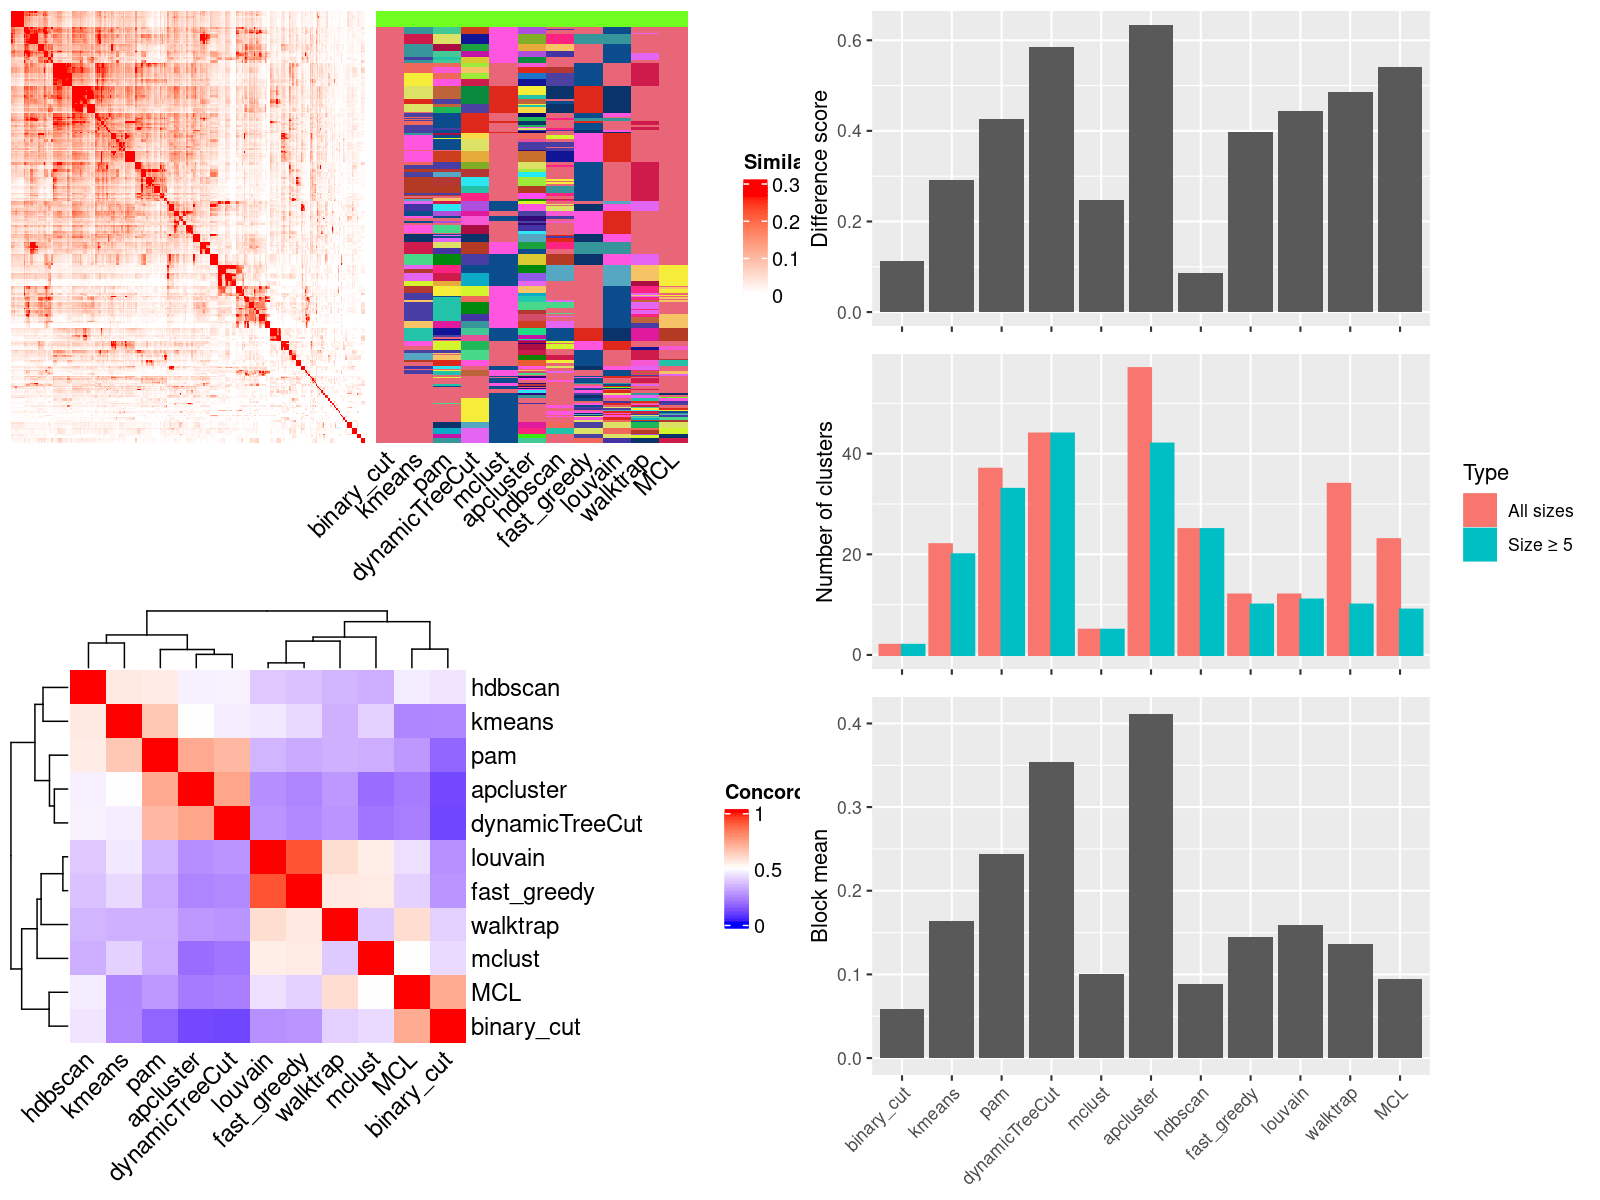 Simila
0.3
0.2
0.1
0
binary_cut
kmeans
pam
dynamicTreeCut
mclust
apcluster
hdbscan
fast_greedy
louvain
walktrap
MCL
Difference score
0.6
0.4
0.2
0.0
Number of clusters
40
20
0
Type
All sizes
Size ≥ 5
hdbscan
kmeans
pam
apcluster
dynamicTreeCut
louvain
fast_greedy
walktrap
mclust
MCL
binary_cut
hdbscan
kmeans
pam
apcluster
dynamicTreeCut
louvain
fast_greedy
walktrap
mclust
MCL
binary_cut
Concord
1
0.5
0
Block mean
0.4
0.3
0.2
0.1
0.0
binary_cut
kmeans
pam
dynamicTreeCut
mclust
apcluster
hdbscan
fast_greedy
louvain
walktrap
MCL